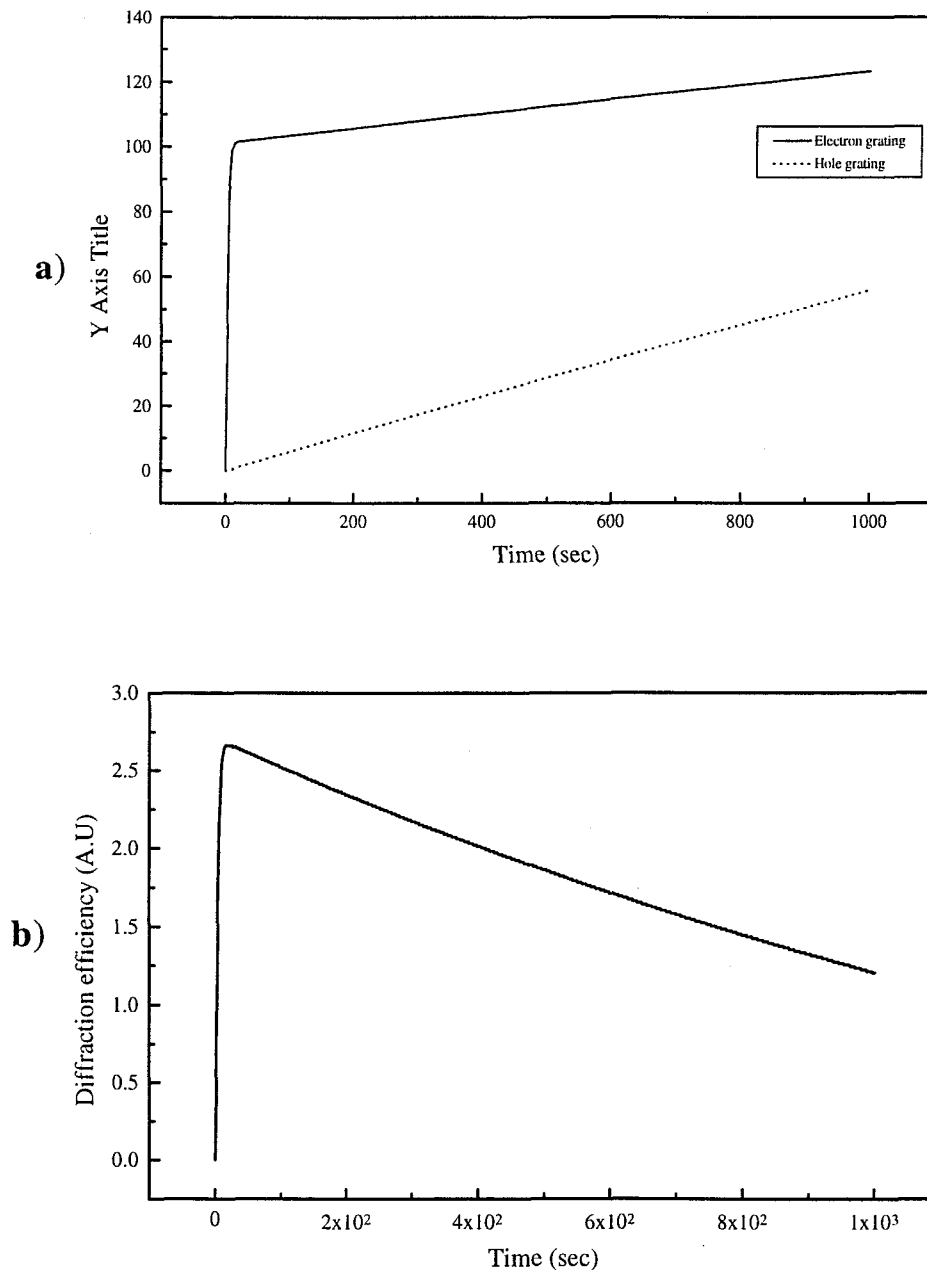 a)
Y Axis Title
140
120
100
80
60
40
20
0
Electron grating
Hole grating
0 200 400 600 800 1000
Time (sec)
b)
Diffraction efficiency (A.U)
3.0
2.5
2.0
1.5
1.0
0.5
0.0
0 2x10² 4x10² 6x10² 8x10² 1x10³
Time (sec)